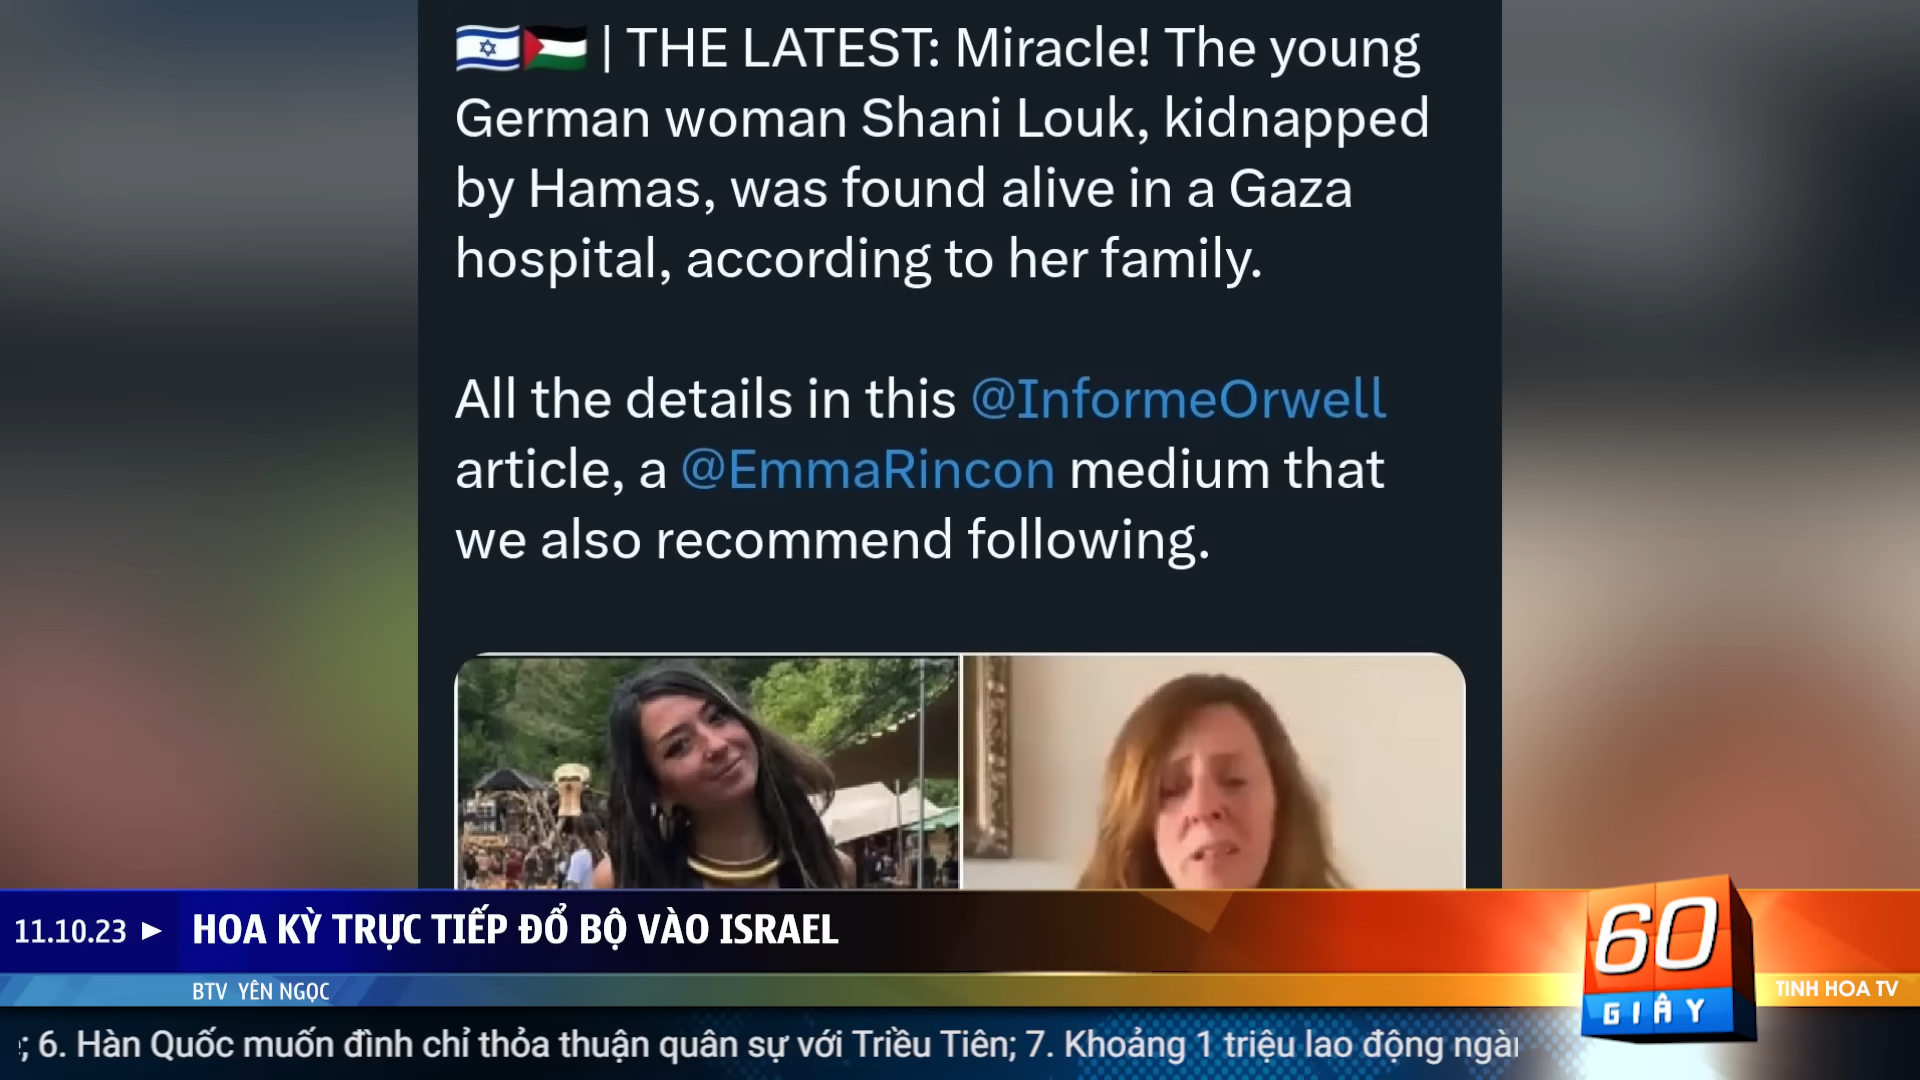 🇮🇱🇵🇸 | THE LATEST: Miracle! The young
German woman Shani Louk, kidnapped
by Hamas, was found alive in a Gaza
hospital, according to her family.
All the details in this @InformeOrwell
article, a @EmmaRincon medium that
we also recommend following.
11.10.23 ► HOA KỲ TRỰC TIẾP ĐỔ BỘ VÀO ISRAEL
BTV YÊN NGỌC
60
GIÂY
TINH HOA TV
; 6. Hàn Quốc muốn đình chỉ thỏa thuận quân sự với Triều Tiên; 7. Khoảng 1 triệu lao động ngàn